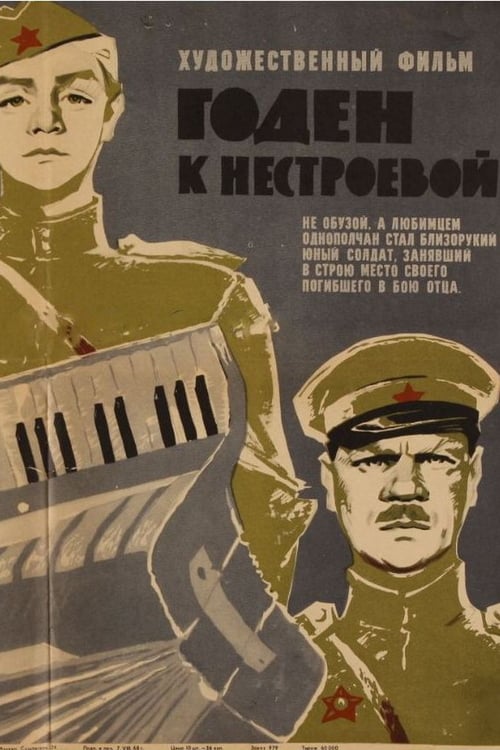 ХУДОЖЕСТВЕННЫЙ ФИЛЬМ
ГОДЕН
К НЕСТРОЕВОЙ
НЕ ОБУЗОЙ, А ЛЮБИМЦЕМ
ОДНОПОЛЧАН СТАЛ БЛИЗОРУКИЙ
ЮНЫЙ СОЛДАТ, ЗАНЯВШИЙ
В СТРОЮ МЕСТО СВОЕГО
ПОГИБШЕГО В БОЮ ОТЦА.